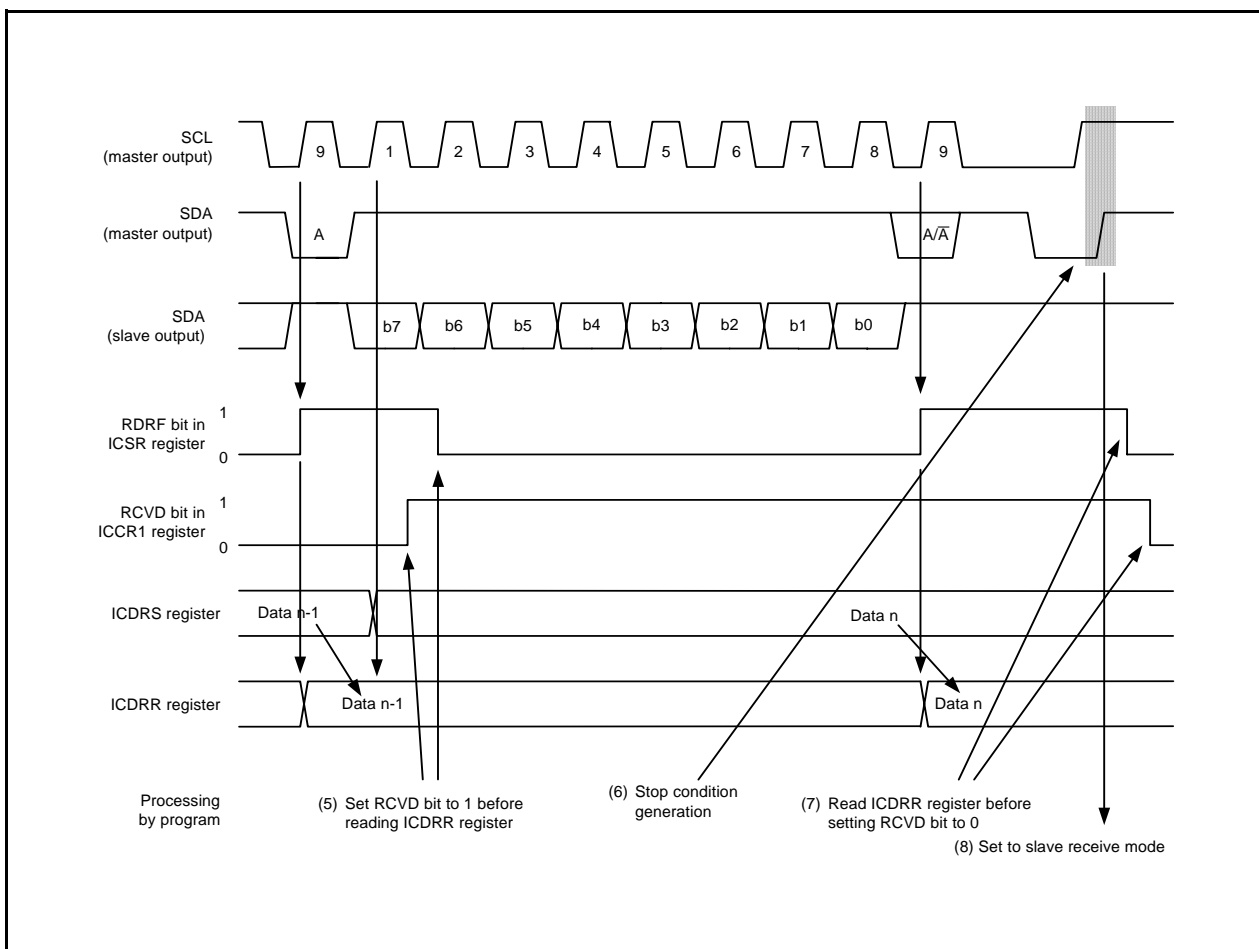 SCL
(master output)
9 1 2 3 4 5 6 7 8 9
SDA
(master output)
A A/A̅
SDA
(slave output)
b7 b6 b5 b4 b3 b2 b1 b0
RDRF bit in
ICSR register
1
0
RCVD bit in
ICCR1 register
1
0
ICDRS register
Data n-1 Data n
ICDRR register
Data n-1 Data n
Processing
by program
(5) Set RCVD bit to 1 before
reading ICDRR register
(6) Stop condition
generation
(7) Read ICDRR register before
setting RCVD bit to 0
(8) Set to slave receive mode